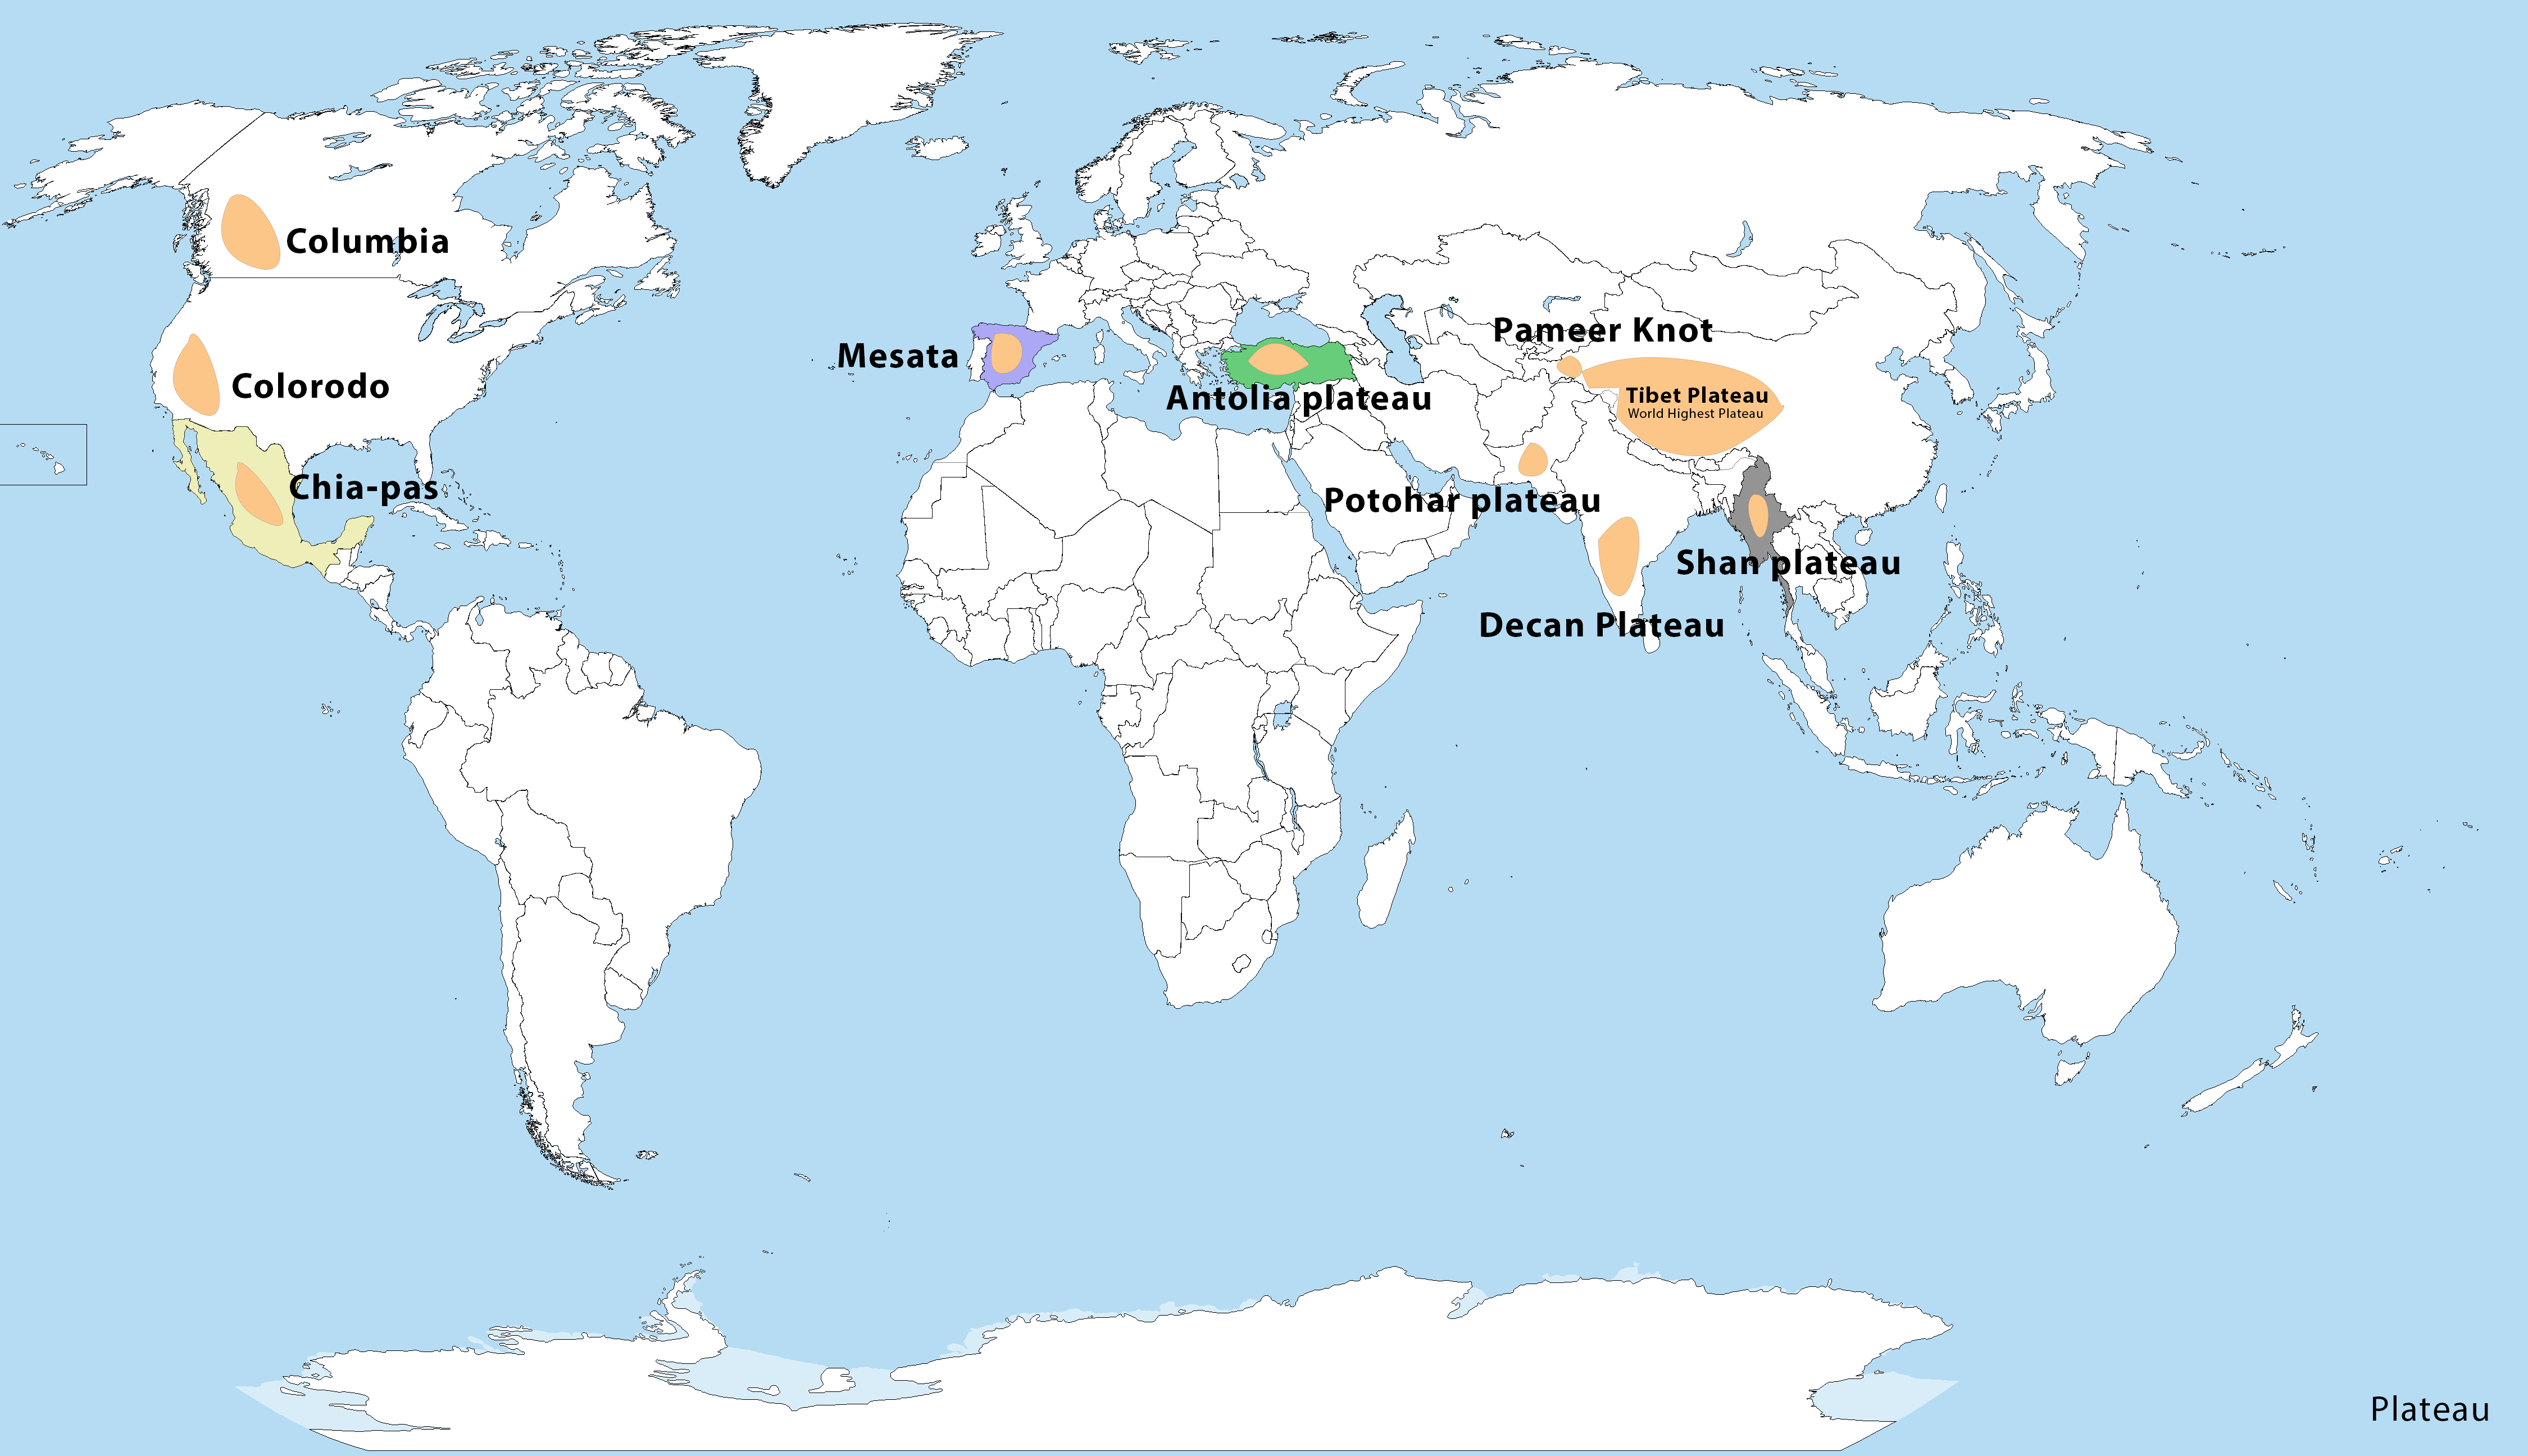 Columbia
Colorodo
Chia-pas
Mesata
Antolia plateau
Pameer Knot
Tibet Plateau
World Highest Plateau
Potohar plateau
Shan plateau
Decan Plateau
Plateau